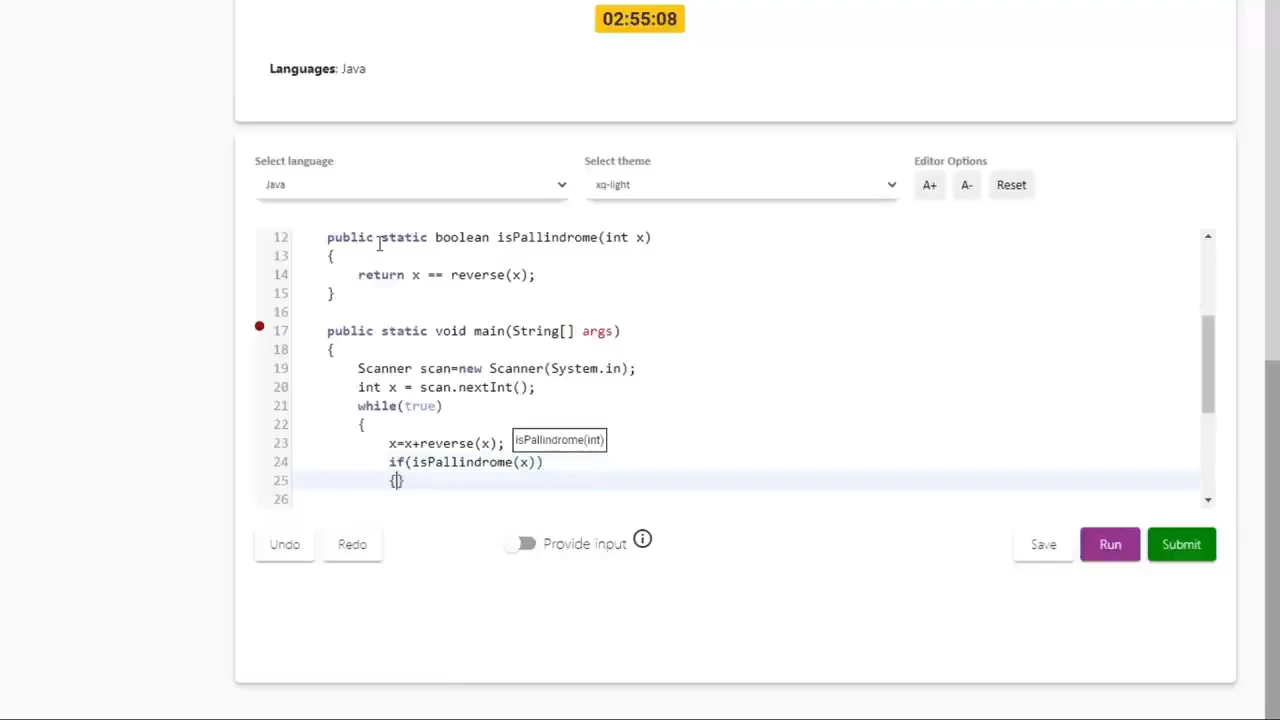 02:55:08
Languages: Java
Select language
Select theme
Editor Options
Java
xq-light
A+
A-
Reset
12 public static boolean isPallindrome(int x)
13 {
14 return x == reverse(x);
15 }
16
17 public static void main(String[] args)
18 {
19 Scanner scan=new Scanner(System.in);
20 int x = scan.nextInt();
21 while(true)
22 {
23 x=x+reverse(x);
isPallindrome(int)
24 if(isPallindrome(x))
25 {}
26
Undo
Redo
Provide input
Save
Run
Submit